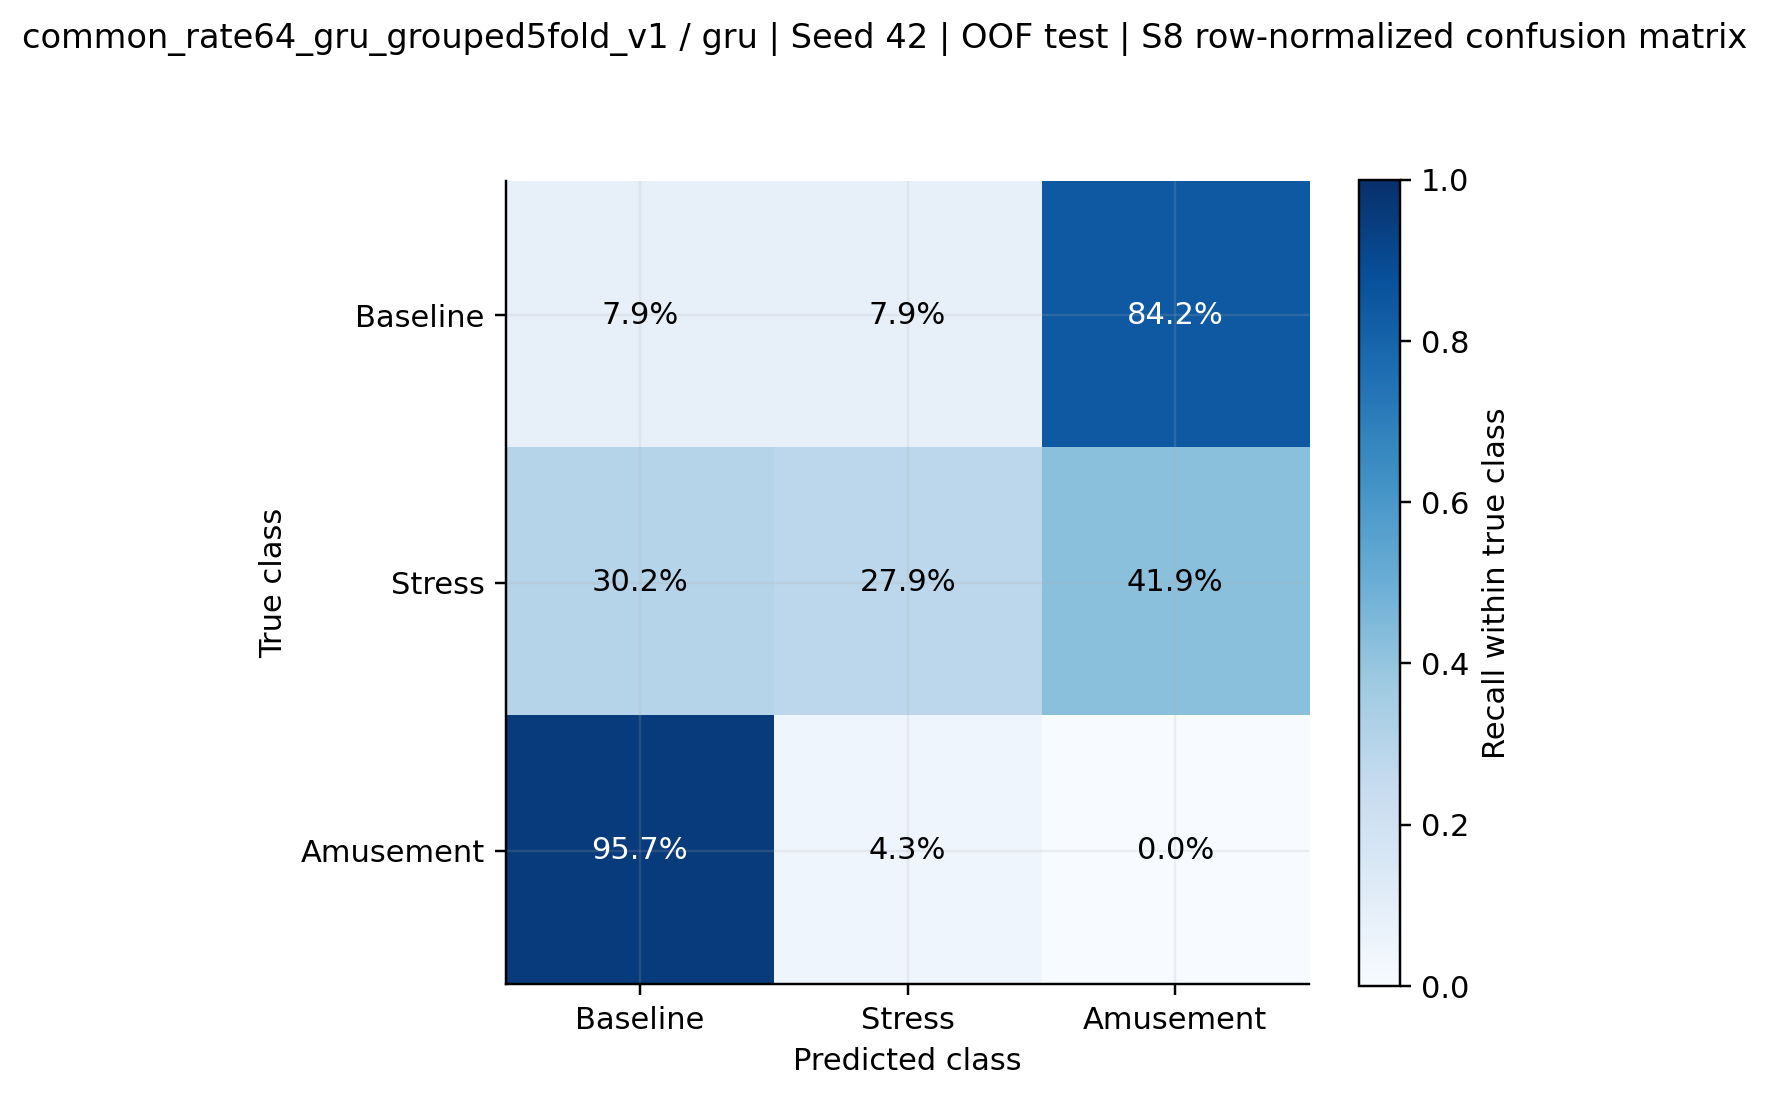 common_rate64_gru_grouped5fold_v1 / gru | Seed 42 | OOF test | S8 row-normalized confusion matrix
Baseline
7.9%
7.9%
84.2%
Stress
30.2%
27.9%
41.9%
Amusement
95.7%
4.3%
0.0%
True class
Baseline
Stress
Amusement
Predicted class
1.0
0.8
0.6
0.4
0.2
0.0
Recall within true class